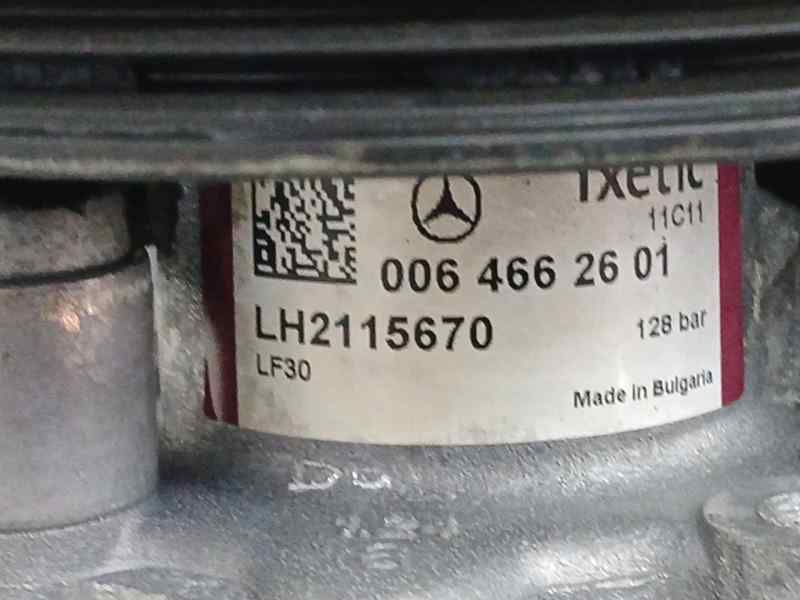 ixetic
11C11
006 466 26 01
LH2115670
128 bar
LF30
Made in Bulgaria